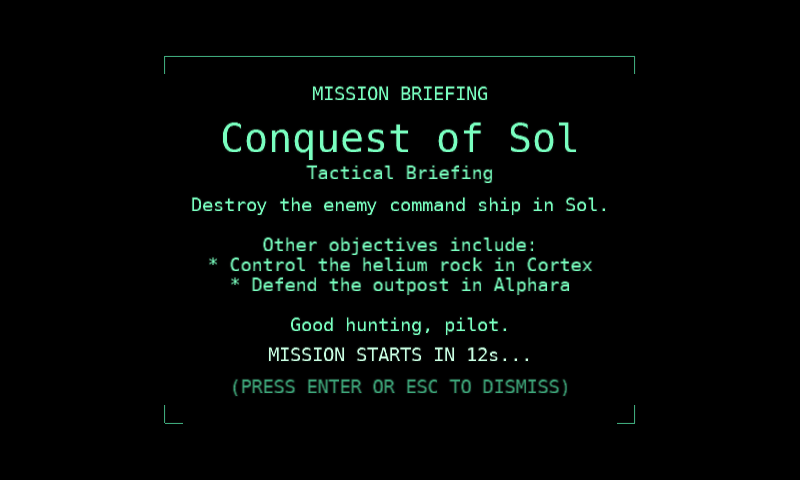 MISSION BRIEFING
Conquest of Sol
Tactical Briefing
Destroy the enemy command ship in Sol.
Other objectives include:
* Control the helium rock in Cortex
* Defend the outpost in Alphara
Good hunting, pilot.
MISSION STARTS IN 12s...
(PRESS ENTER OR ESC TO DISMISS)